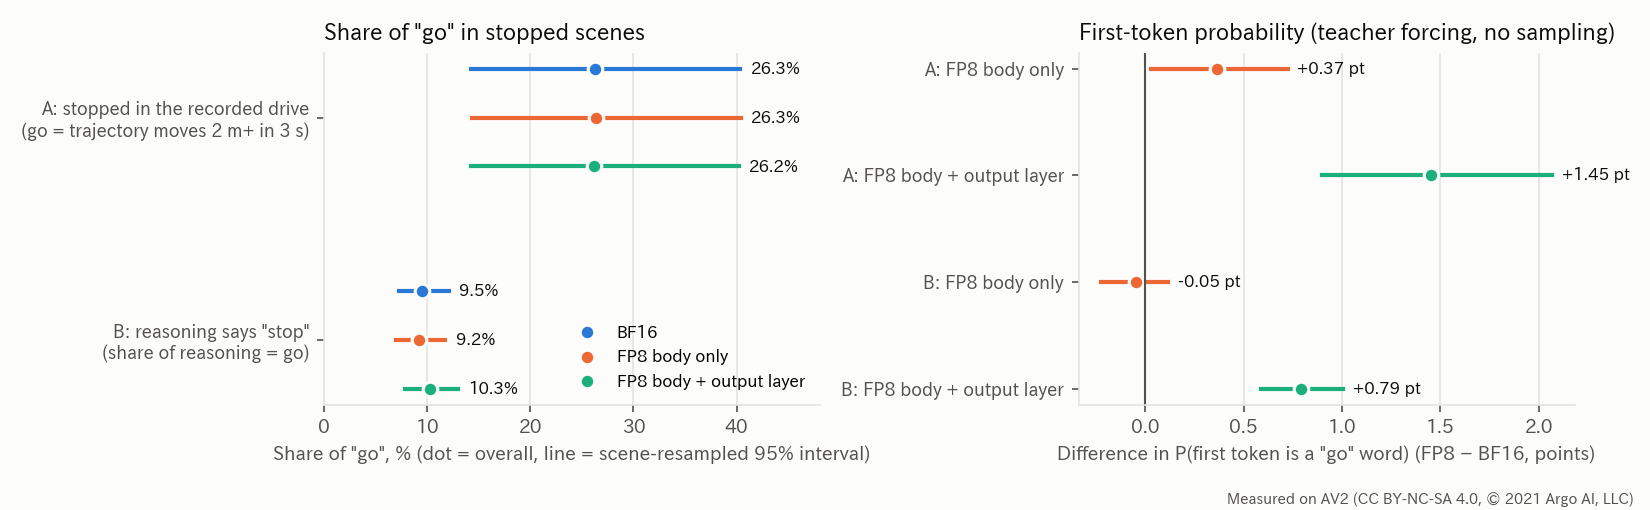 Share of "go" in stopped scenes
26.3%
A: stopped in the recorded drive
(go = trajectory moves 2 m+ in 3 s)
26.3%
26.2%
9.5%
B: reasoning says "stop"
(share of reasoning = go)
9.2%
10.3%
BF16
FP8 body only
FP8 body + output layer
0 10 20 30 40
Share of "go", % (dot = overall, line = scene-resampled 95% interval)
First-token probability (teacher forcing, no sampling)
A: FP8 body only
+0.37 pt
A: FP8 body + output layer
+1.45 pt
B: FP8 body only
-0.05 pt
B: FP8 body + output layer
+0.79 pt
0.0 0.5 1.0 1.5 2.0
Difference in P(first token is a "go" word) (FP8 − BF16, points)
Measured on AV2 (CC BY-NC-SA 4.0, © 2021 Argo AI, LLC)